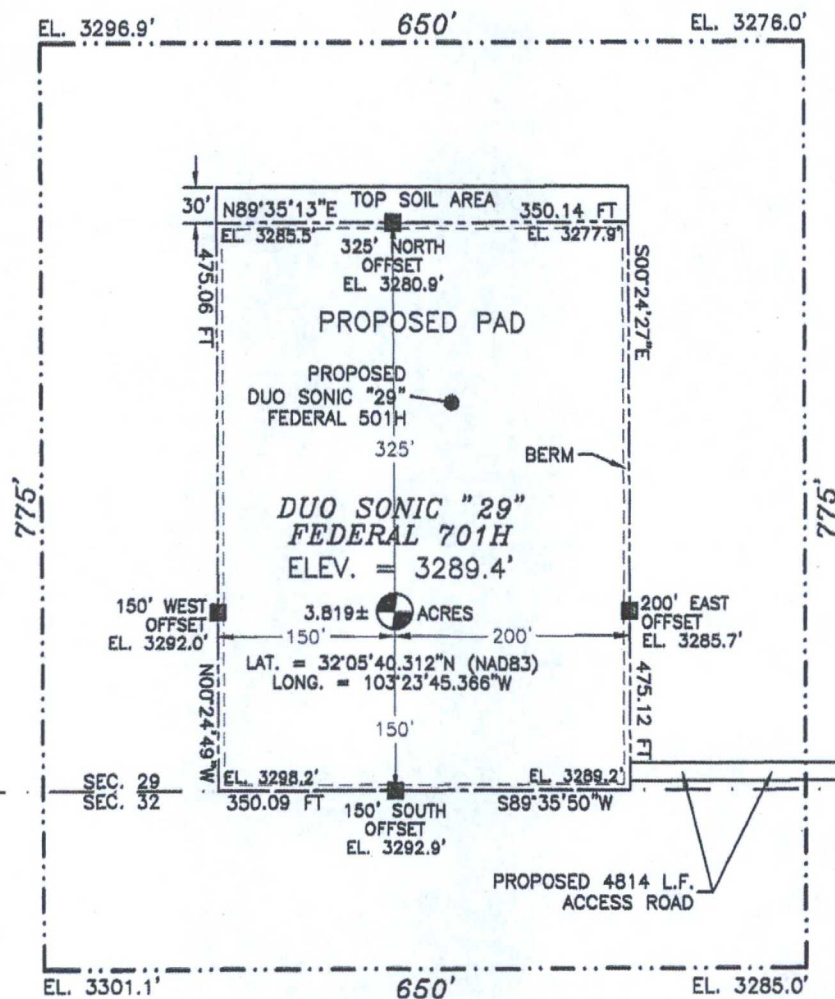 EL. 3296.9'
650'
EL. 3276.0'
30'
TOP SOIL AREA
N89°35'13"E
350.14 FT
EL. 3285.5'
EL. 3277.9'
325' NORTH
OFFSET
EL. 3280.9'
475.06 FT
S00°24'27"E
PROPOSED PAD
PROPOSED
DUO SONIC "29"
FEDERAL 501H
325'
BERM
775'
775'
DUO SONIC "29"
FEDERAL 701H
ELEV. = 3289.4'
150' WEST
OFFSET
EL. 3292.0'
3.819± ACRES
200' EAST
OFFSET
EL. 3285.7'
150'
200'
LAT. = 32°05'40.312"N (NAD83)
LONG. = 103°23'45.366"W
N00°24'49"W
150'
475.12 FT
SEC. 29
SEC. 32
EL. 3298.2'
EL. 3289.2'
350.09 FT
S89°35'50"W
150' SOUTH
OFFSET
EL. 3292.9'
PROPOSED 4814 L.F.
ACCESS ROAD
EL. 3301.1'
650'
EL. 3285.0'